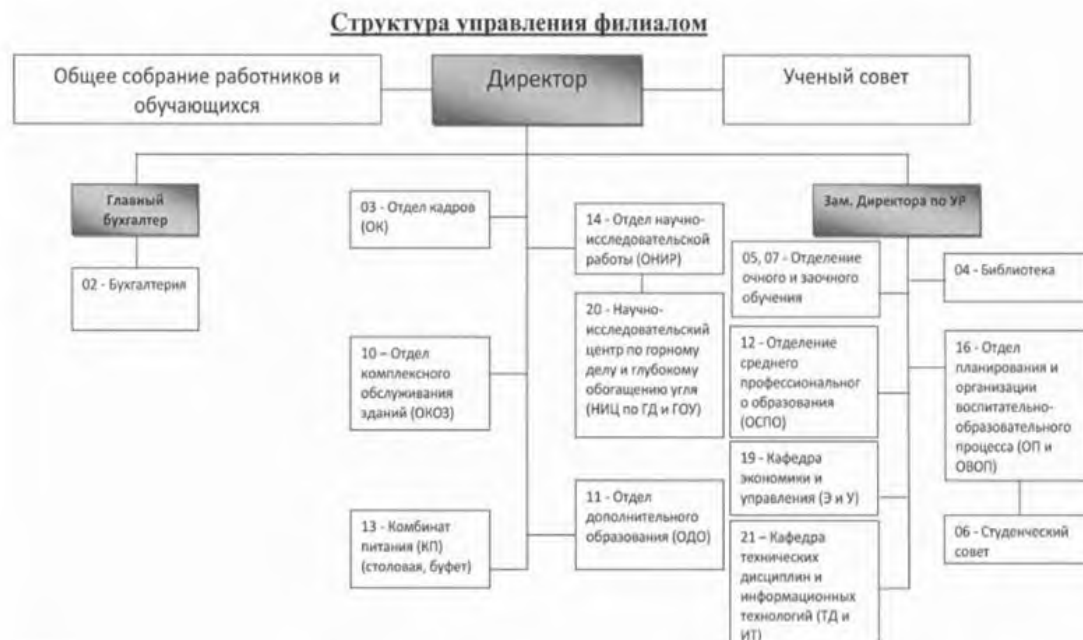 Структура управления филиалом
Общее собрание работников и
обучающихся
Директор
Ученый совет
Главный
бухгалтер
02 - Бухгалтерия
03 - Отдел кадров
(ОК)
10 – Отдел
комплексного
обслуживания
зданий (ОКОЗ)
13 - Комбинат
питания (КП)
(столовая, буфет)
14 - Отдел научно-
исследовательской
работы (ОНИР)
20 - Научно-
исследовательский
центр по горному
делу и глубокому
обогащению угля
(НИЦ по ГД и ГОУ)
11 - Отдел
дополнительного
образования (ОДО)
Зам. Директора по УР
05, 07 - Отделение
очного и заочного
обучения
12 - Отделение
среднего
профессионально
о образования
(ОСПО)
19 - Кафедра
экономики и
управления (Э и У)
21 – Кафедра
технических
дисциплин и
информационных
технологий (ТД и
ИТ)
04 - Библиотека
16 - Отдел
планирования и
организации
воспитательно-
образовательного
процесса (ОП и
ОВОП)
06 - Студенческий
совет